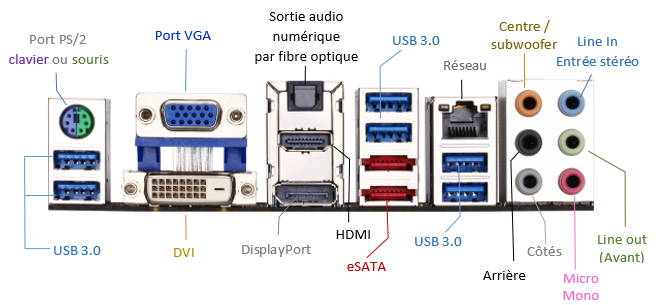 Port PS/2
clavier ou souris
Port VGA
Sortie audio
numérique
par fibre optique
USB 3.0
Réseau
Centre /
subwoofer
Line In
Entrée stéréo
USB 3.0
DVI
DisplayPort
HDMI
eSATA
USB 3.0
Arrière
Côtés
Micro
Mono
Line out
(Avant)